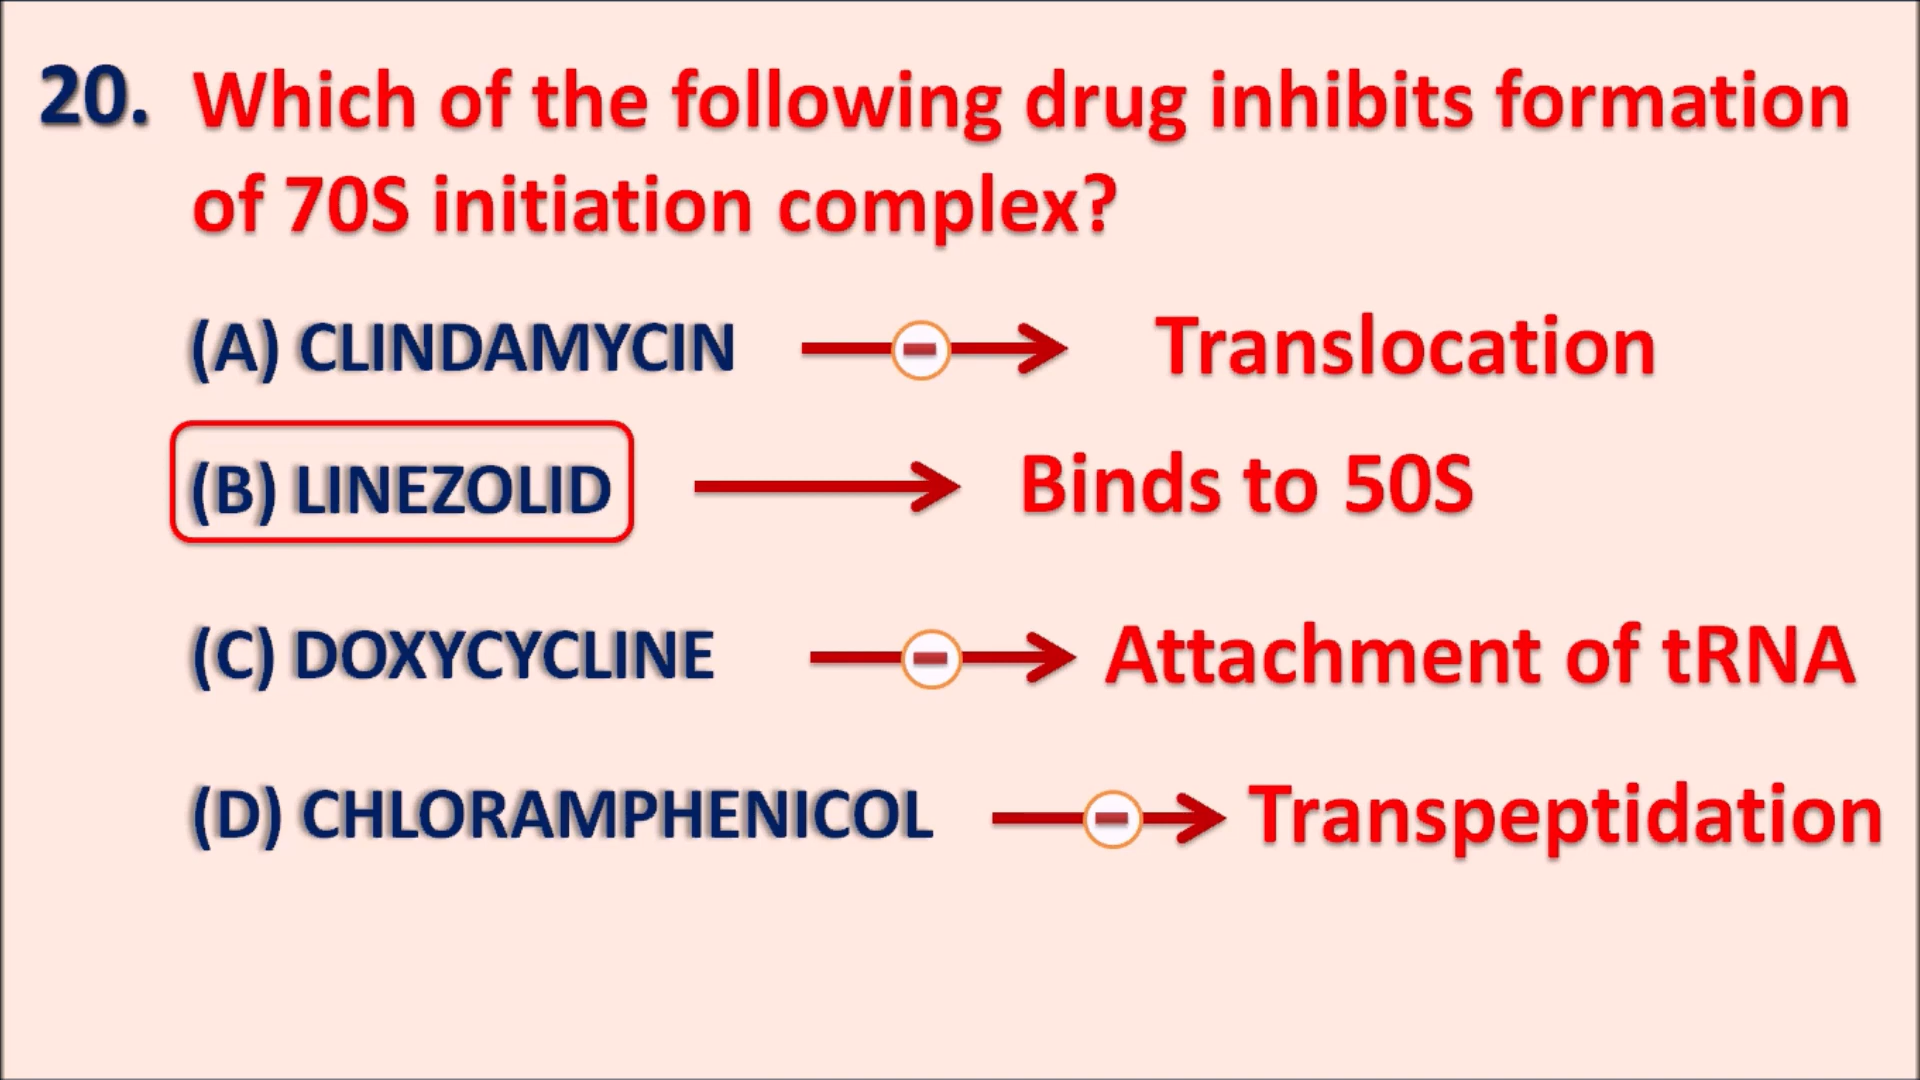 20. Which of the following drug inhibits formation
of 70S initiation complex?
(A) CLINDAMYCIN Translocation
(B) LINEZOLID Binds to 50S
(C) DOXYCYCLINE Attachment of tRNA
(D) CHLORAMPHENICOL Transpeptidation